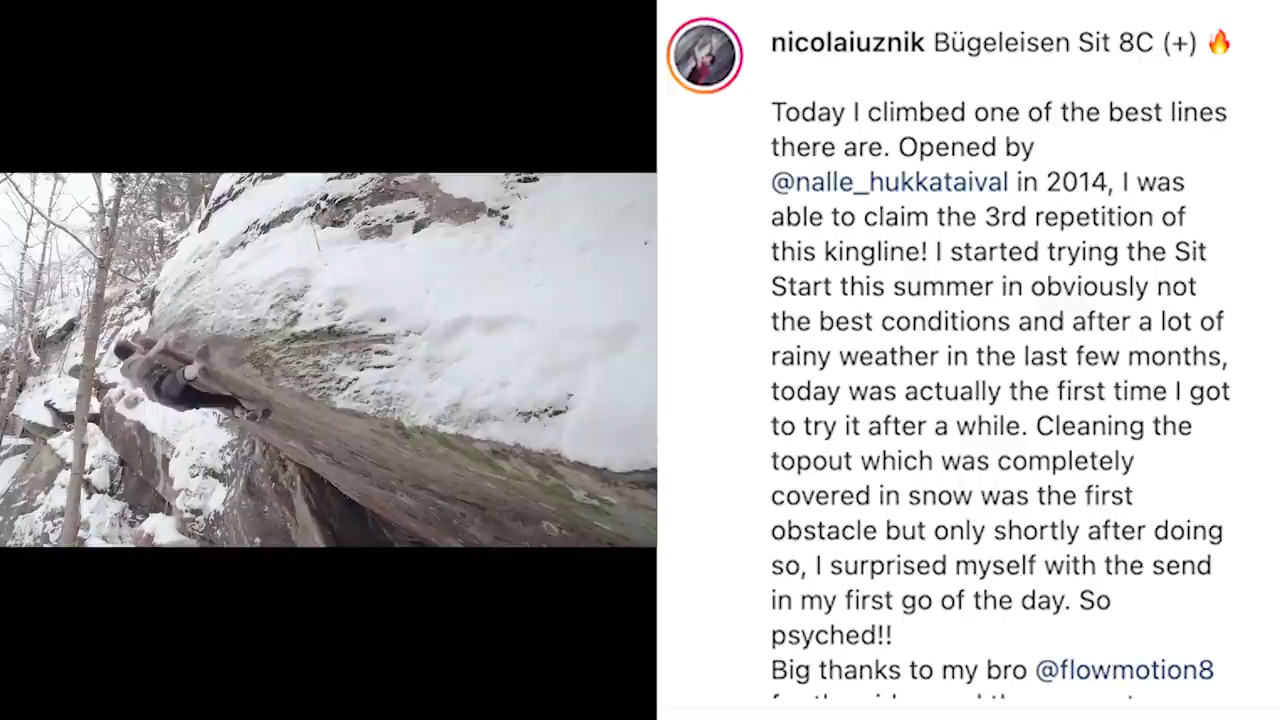 nicolaiuznik Bügeleisen Sit 8C (+) 🔥
Today I climbed one of the best lines
there are. Opened by
@nalle_hukkataival in 2014, I was
able to claim the 3rd repetition of
this kingline! I started trying the Sit
Start this summer in obviously not
the best conditions and after a lot of
rainy weather in the last few months,
today was actually the first time I got
to try it after a while. Cleaning the
topout which was completely
covered in snow was the first
obstacle but only shortly after doing
so, I surprised myself with the send
in my first go of the day. So
psyched!!
Big thanks to my bro @flowmotion8